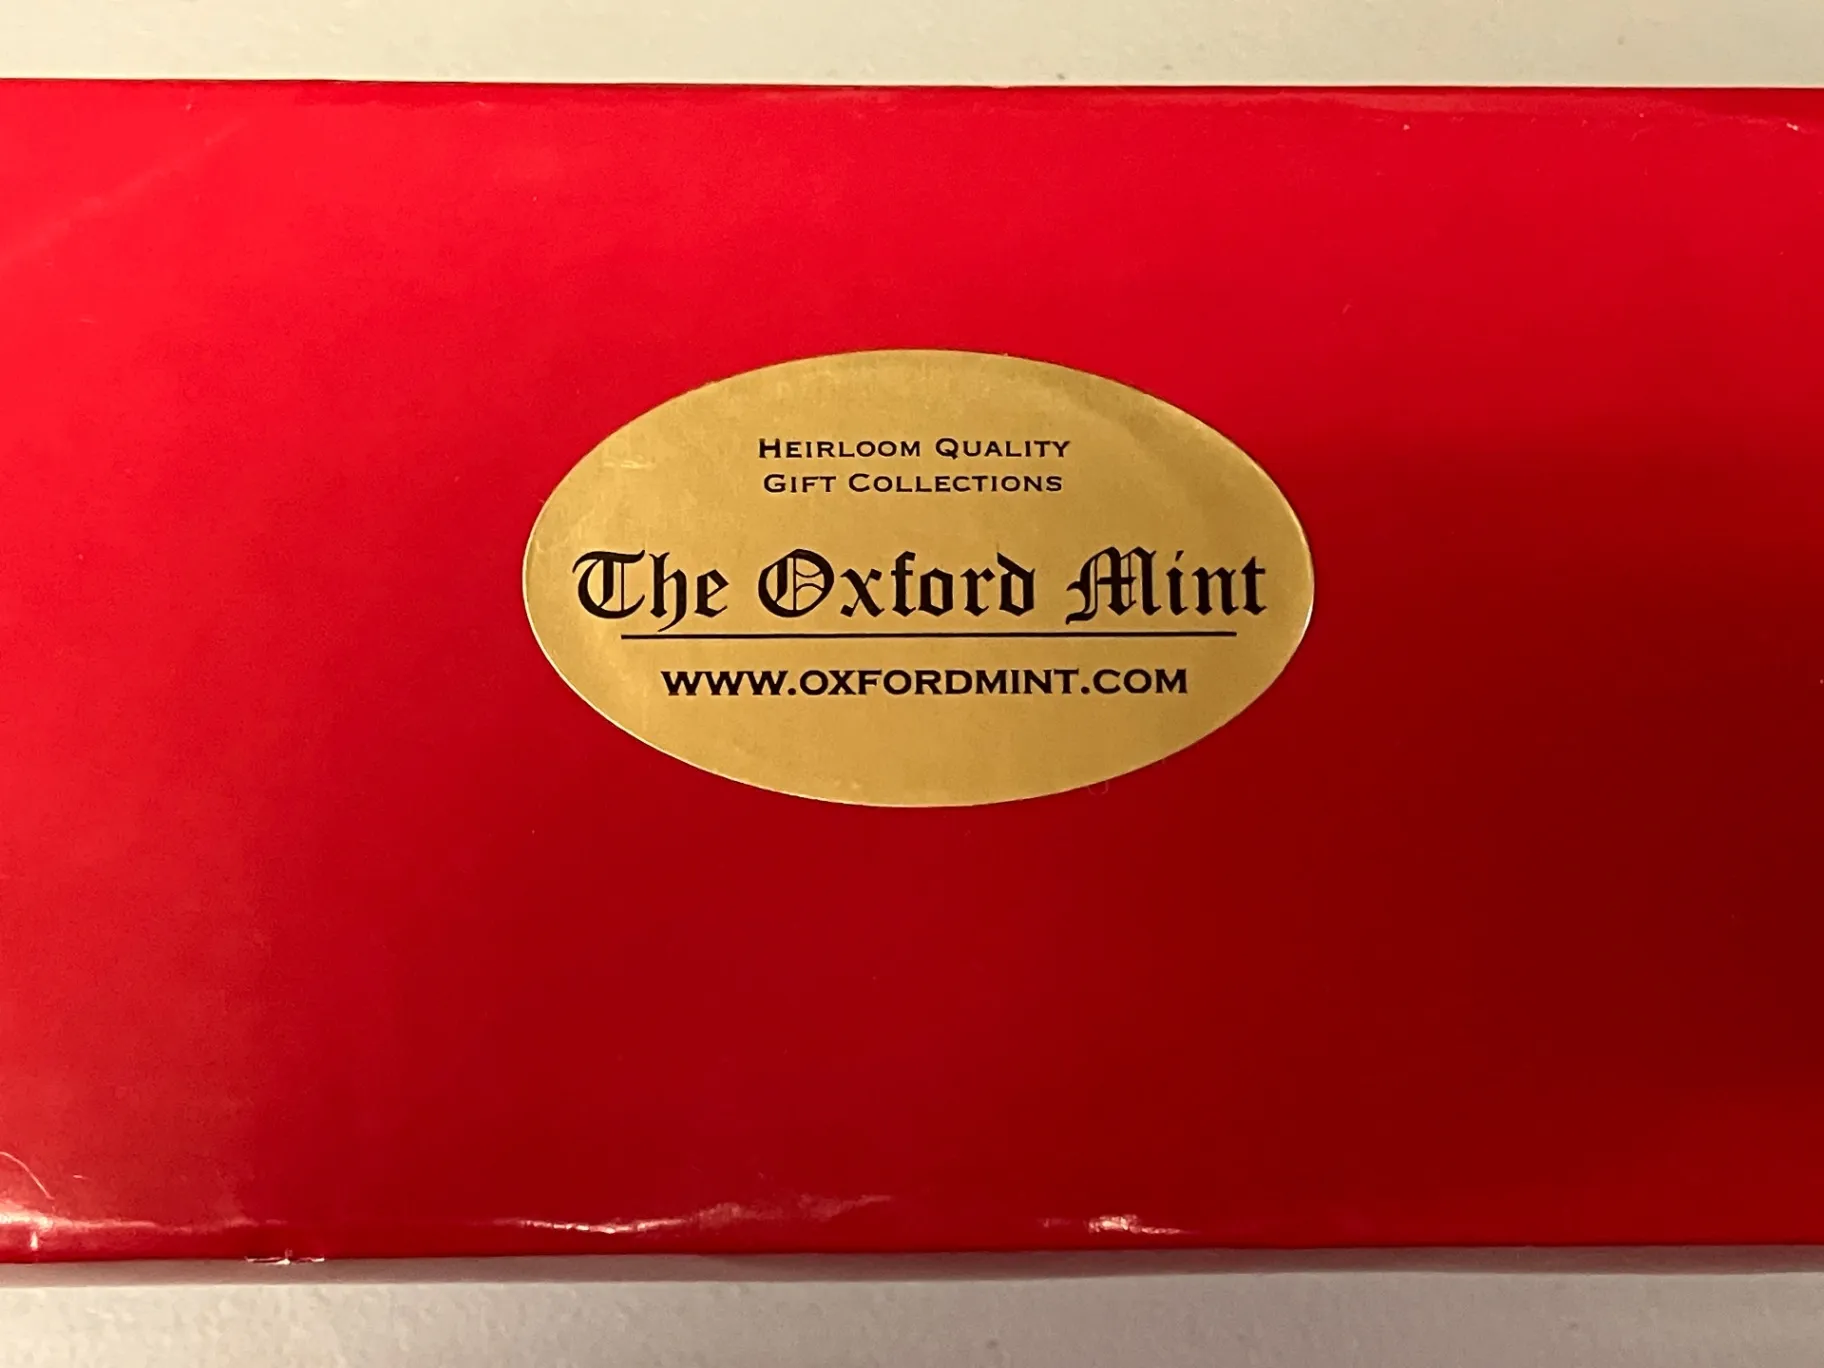 HEIRLOOM QUALITY
GIFT COLLECTIONS
The Oxford Mint
WWW.OXFORDMINT.COM